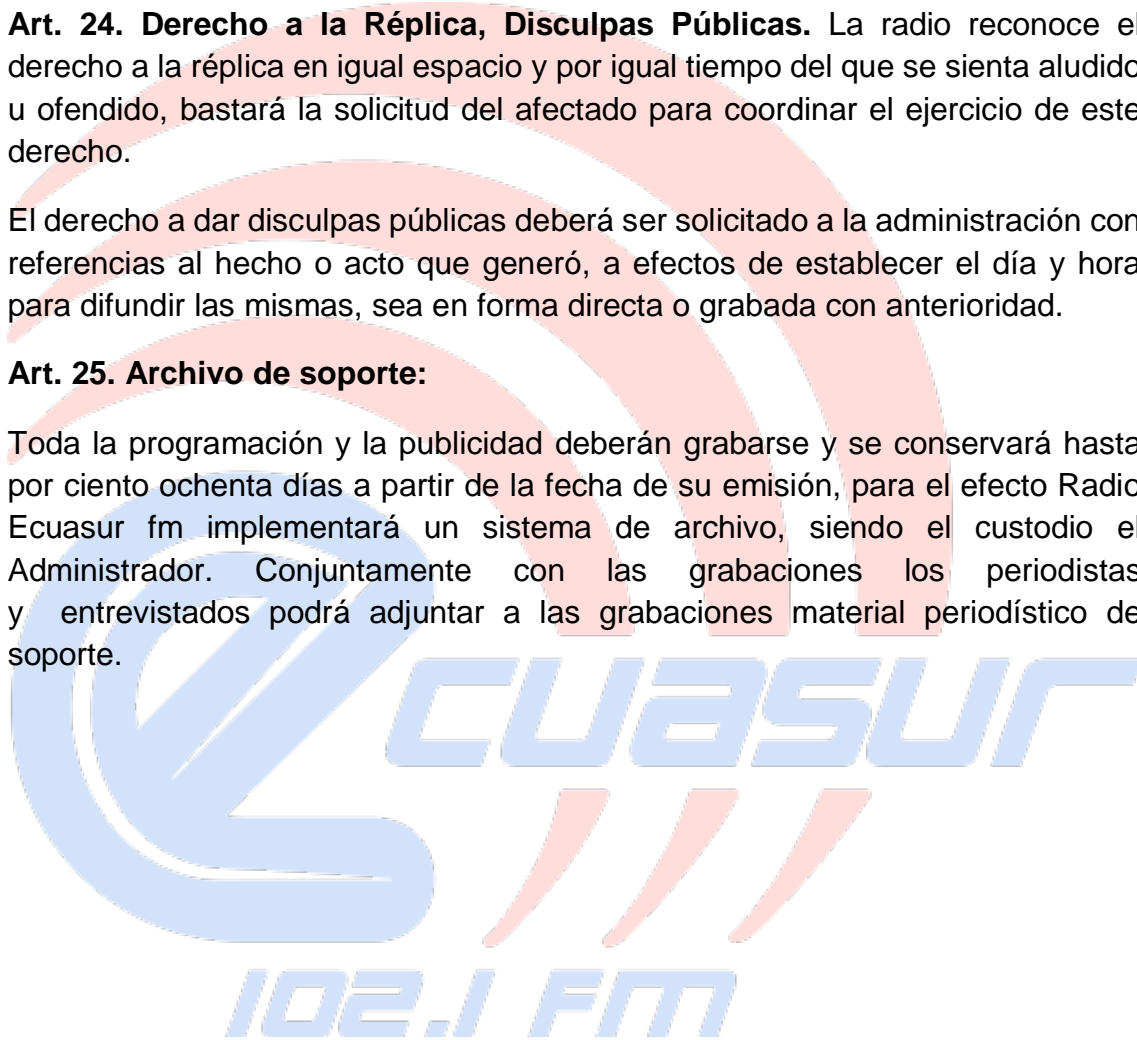 Art. 24. Derecho a la Réplica, Disculpas Públicas. La radio reconoce el
derecho a la réplica en igual espacio y por igual tiempo del que se sienta aludido
u ofendido, bastará la solicitud del afectado para coordinar el ejercicio de este
derecho.
El derecho a dar disculpas públicas deberá ser solicitado a la administración con
referencias al hecho o acto que generó, a efectos de establecer el día y hora
para difundir las mismas, sea en forma directa o grabada con anterioridad.
Art. 25. Archivo de soporte:
Toda la programación y la publicidad deberán grabarse y se conservará hasta
por ciento ochenta días a partir de la fecha de su emisión, para el efecto Radio
Ecuasur fm implementará un sistema de archivo, siendo el custodio el
Administrador. Conjuntamente con las grabaciones los periodistas
y entrevistados podrá adjuntar a las grabaciones material periodístico de
soporte.
ecuasur
102.1 FM